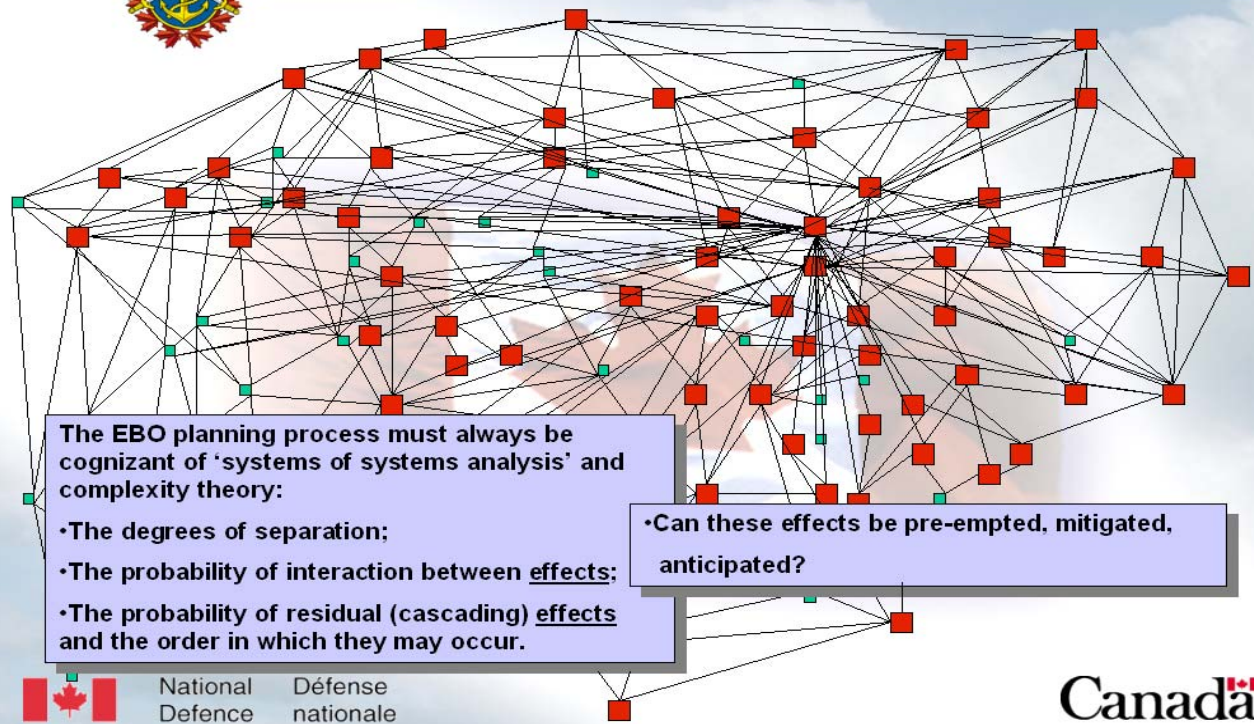 The EBO planning process must always be
cognizant of ‘systems of systems analysis’ and
complexity theory:
•The degrees of separation;
•The probability of interaction between effects;
•The probability of residual (cascading) effects
and the order in which they may occur.
•Can these effects be pre-empted, mitigated,
anticipated?
National Défense
Defence nationale
Canada